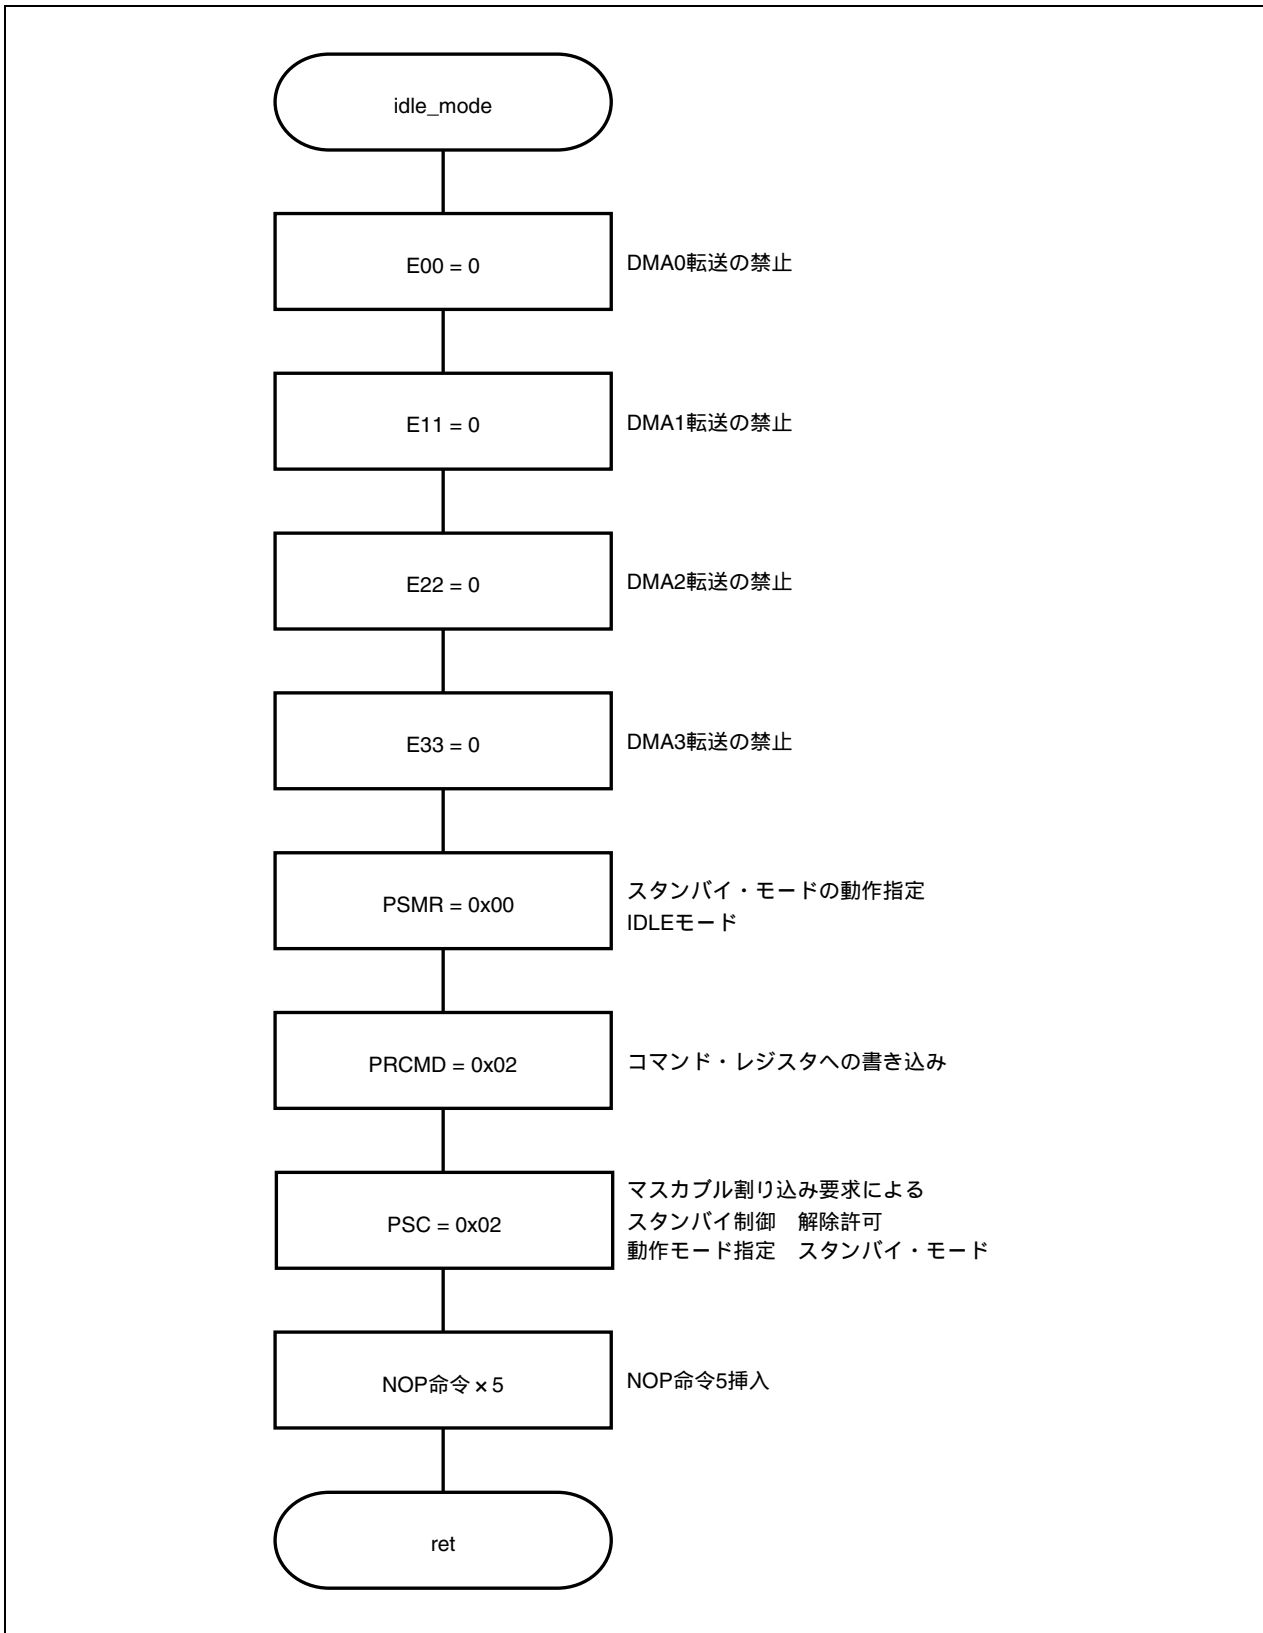 idle_mode
E00 = 0
DMA0転送の禁止
E11 = 0
DMA1転送の禁止
E22 = 0
DMA2転送の禁止
E33 = 0
DMA3転送の禁止
PSMR = 0x00
スタンバイ・モードの動作指定
IDLEモード
PRCMD = 0x02
コマンド・レジスタへの書き込み
PSC = 0x02
マスカブル割り込み要求による
スタンバイ制御　解除許可
動作モード指定　スタンバイ・モード
NOP命令×5
NOP命令5挿入
ret